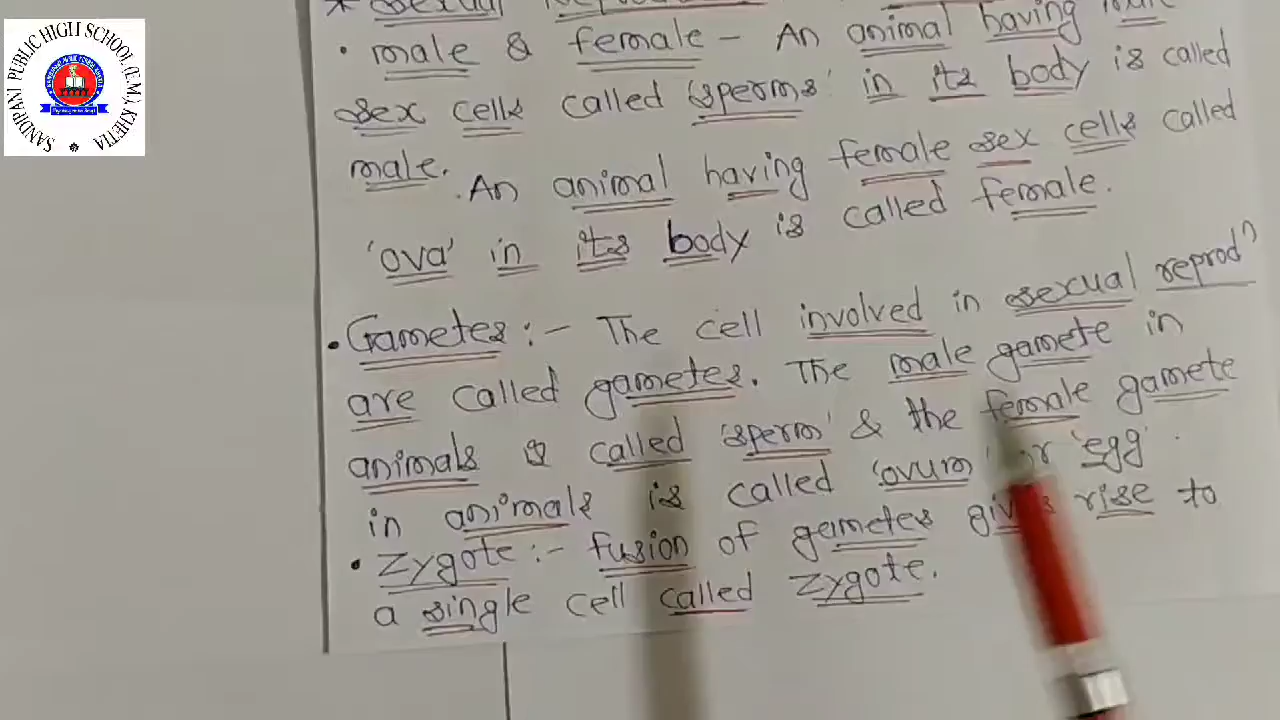 SANDIPANI PUBLIC HIGH SCHOOL (E.M), KHETIA
* Sexual
• male & female – An animal having male
sex cells called 'sperms' in its body is called
male. . An animal having female sex cells called
'ova' in its body is called female.
• Gametes :- The cell involved in sexual reprodn
are called gametes. The male gamete in
animals is called 'sperm' & the female gamete
in animals is called 'ovum' or 'egg'.
• Zygote :- fusion of gametes gives rise to
a single cell called zygote.